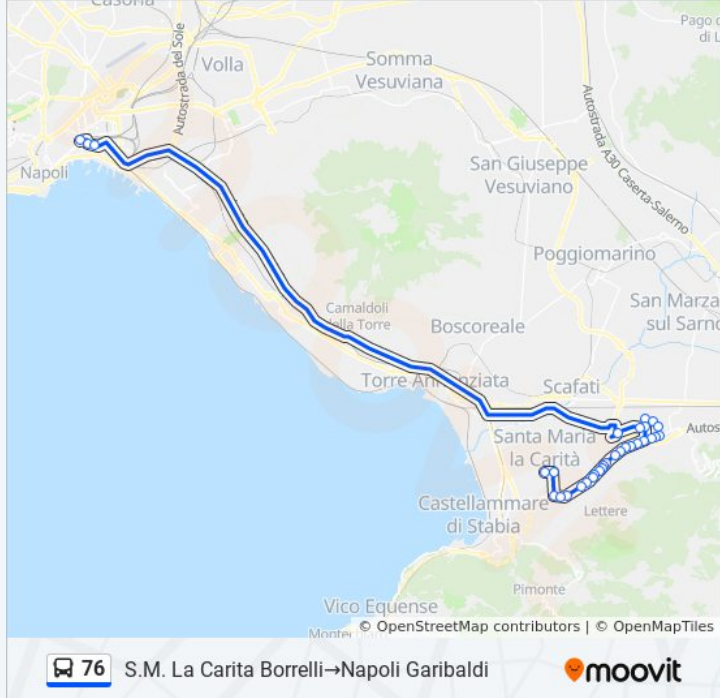 Casoria
Pago d
di L
Volla
Somma
Vesuviana
Autostrada del Sole
Autostrada A30 Caserta-Salerno
San Giuseppe
Vesuviano
Napoli
Poggiomarino
San Marza
sul Sarno
Camaldoli
della Torre
Boscoreale
Torre Annunziata
Scafati
Autos
Santa Maria
la Carità
Castellammare
di Stabia
Lettere
Pimonte
Vico Equense
© OpenStreetMap contributors | © OpenMapTiles
76 S.M. La Carita Borrelli→Napoli Garibaldi
moovit